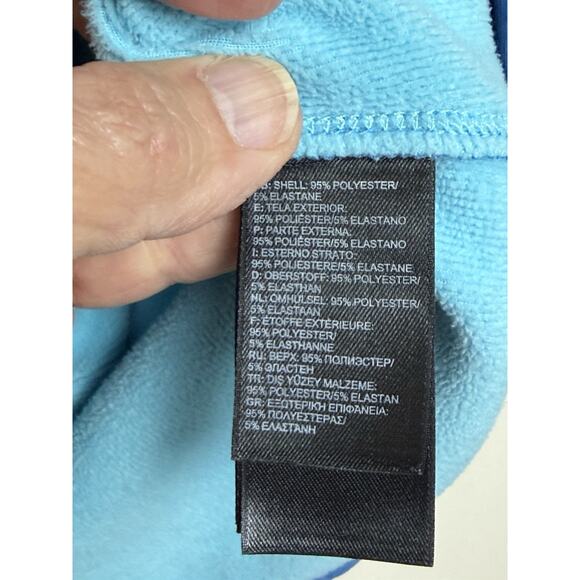 B: SHELL: 95% POLYESTER/
5% ELASTANE
E: TELA EXTERIOR:
95% POLIÉSTER/5% ELASTANO
P: PARTE EXTERNA:
95% POLIÉSTER/5% ELASTANO
I: ESTERNO STRATO:
95% POLIESTERE/5% ELASTANE
D: OBERSTOFF: 95% POLYESTER/
5% ELASTHAN
NL: OMHULSEL: 95% POLYESTER/
5% ELASTAAN
F: ÉTOFFE EXTÉRIEURE:
95% POLYESTER/
5% ELASTHANNE
RU: ВЕРХ: 95% ПОЛИЭСТЕР/
5% ЭЛАСТЕН
TR: DIŞ YÜZEY MALZEME:
95% POLYESTER/5% ELASTAN
GR: ΕΞΩΤΕΡΙΚΗ ΕΠΙΦΑΝΕΙΑ:
95% ΠΟΛΥΕΣΤΕΡΑΣ/
5% ΕΛΑΣΤΑΝΗ